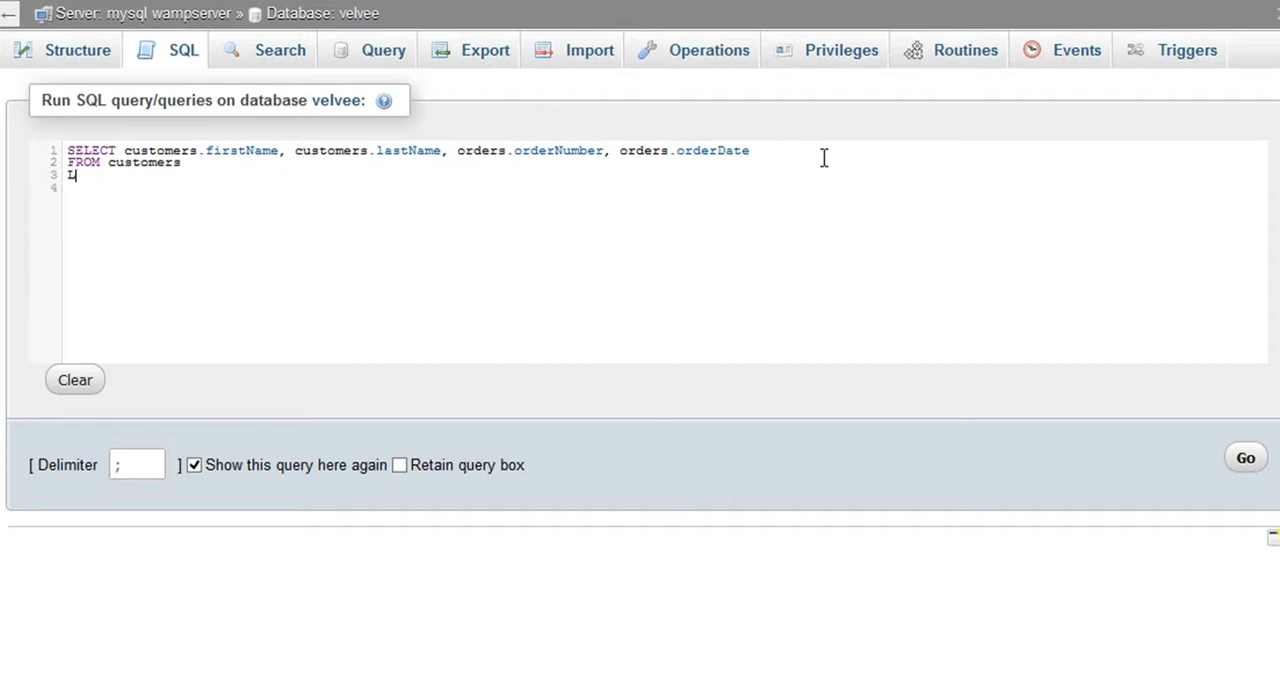 ← Server: mysql wampserver » Database: velvee
Structure SQL Search Query Export Import Operations Privileges Routines Events Triggers
Run SQL query/queries on database velvee:
1 SELECT customers.firstName, customers.lastName, orders.orderNumber, orders.orderDate
2 FROM customers
3 L
4
Clear
[ Delimiter ; ] Show this query here again Retain query box
Go